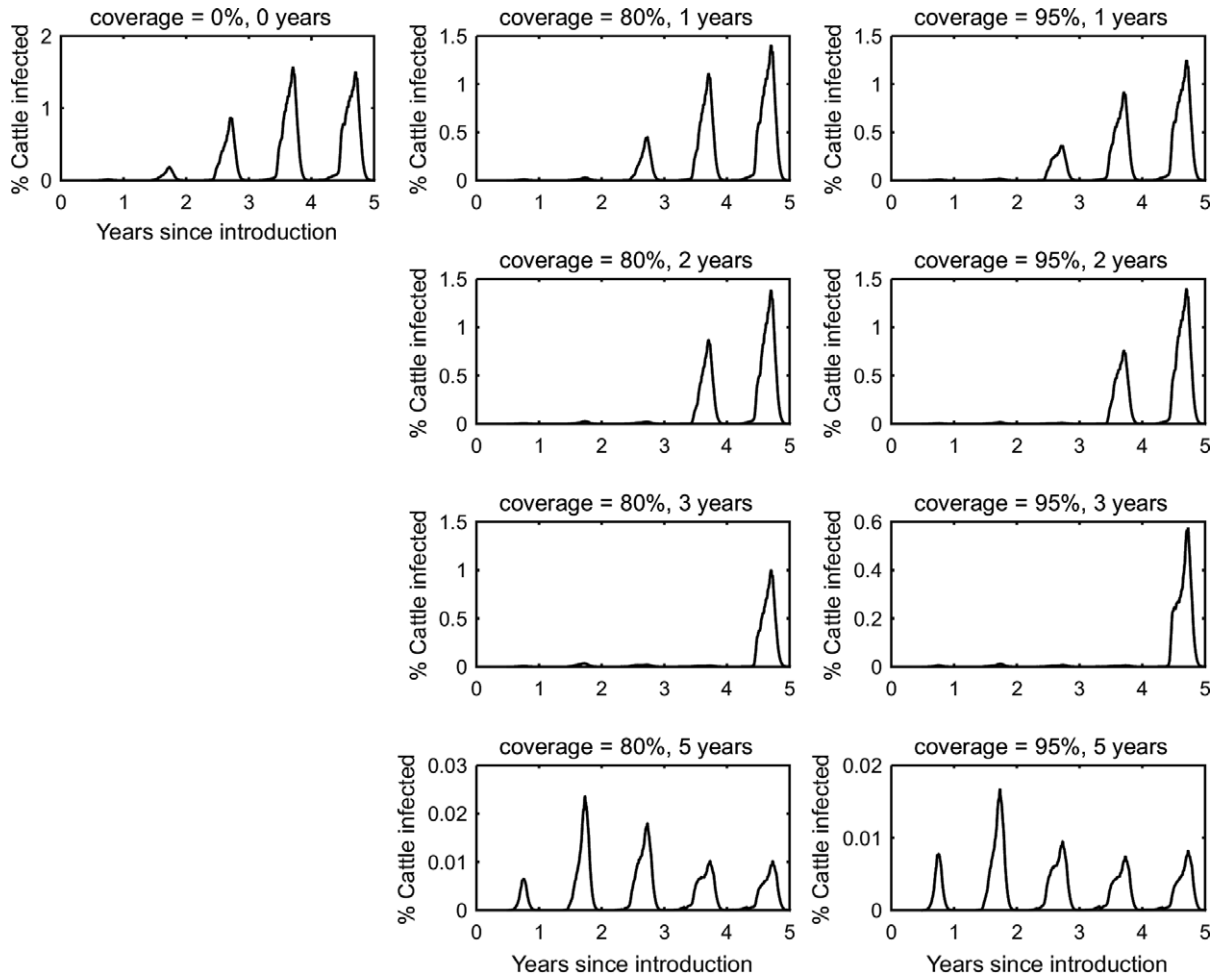 coverage = 0%, 0 years
% Cattle infected
2
1
0
0 1 2 3 4 5
Years since introduction
coverage = 80%, 1 years
% Cattle infected
1.5
1
0.5
0
0 1 2 3 4 5
coverage = 95%, 1 years
% Cattle infected
1.5
1
0.5
0
0 1 2 3 4 5
coverage = 80%, 2 years
% Cattle infected
1.5
1
0.5
0
0 1 2 3 4 5
coverage = 95%, 2 years
% Cattle infected
1.5
1
0.5
0
0 1 2 3 4 5
coverage = 80%, 3 years
% Cattle infected
1.5
1
0.5
0
0 1 2 3 4 5
coverage = 95%, 3 years
% Cattle infected
0.6
0.4
0.2
0
0 1 2 3 4 5
coverage = 80%, 5 years
% Cattle infected
0.03
0.02
0.01
0
0 1 2 3 4 5
Years since introduction
coverage = 95%, 5 years
% Cattle infected
0.02
0.01
0
0 1 2 3 4 5
Years since introduction